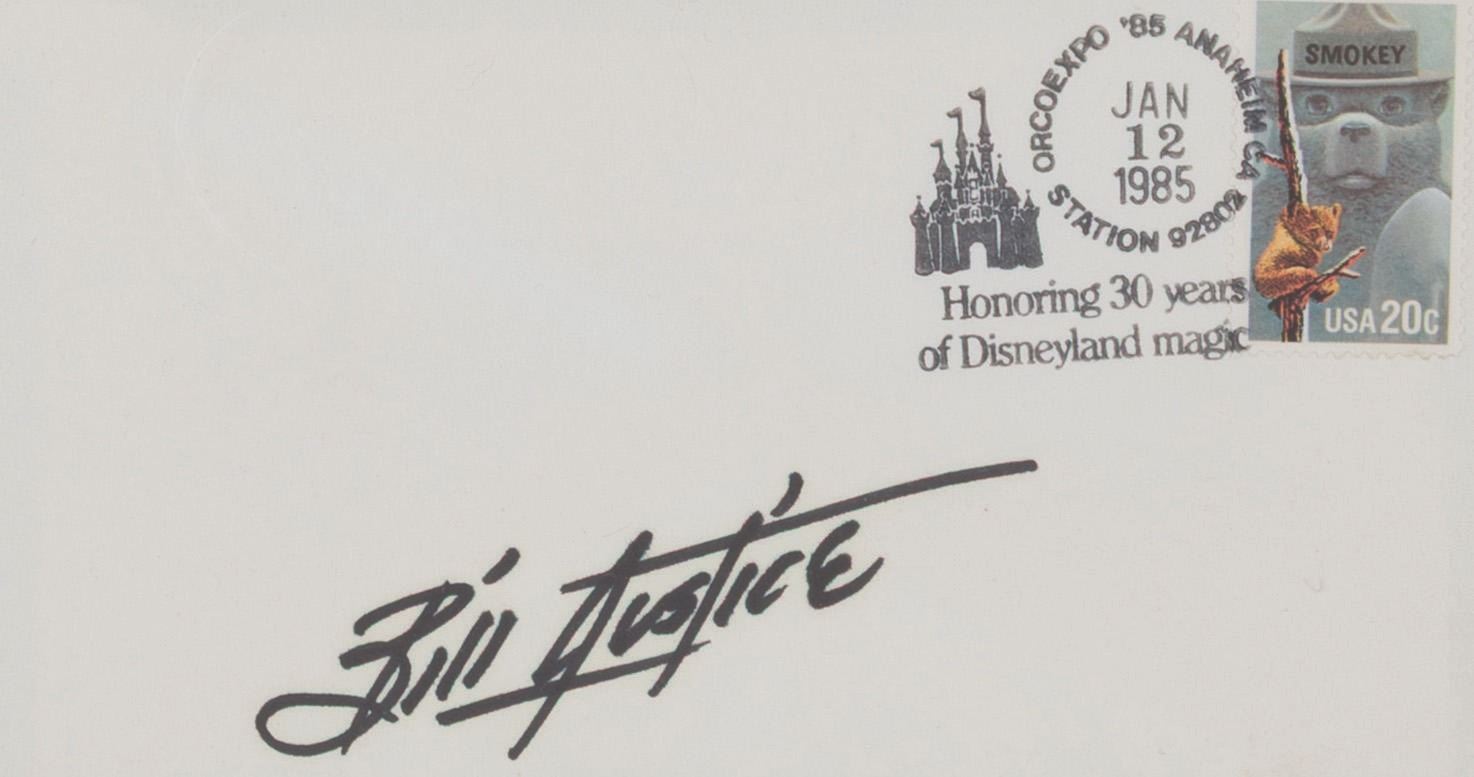 ORCOEXPO '85 ANAHEIM CA
JAN
12
1985
STATION 92802
Honoring 30 years
of Disneyland magic
SMOKEY
USA 20c
Bill Justice